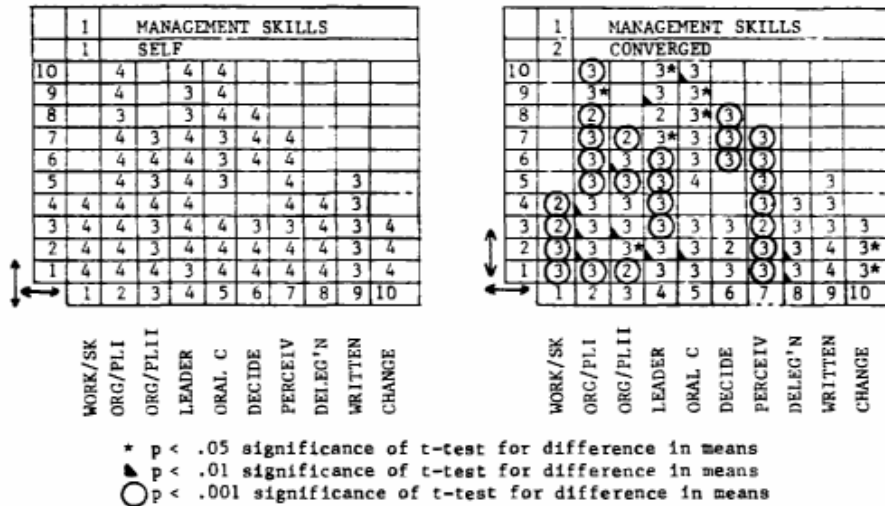 1 MANAGEMENT SKILLS
1 SELF
10 4 4 4
9 4 3 4
8 3 3 4 4
7 4 3 4 3 4 4
6 4 4 4 3 4 4
5 4 3 4 3 4 3
4 4 4 4 4 4 4 3
3 4 4 3 4 4 3 3 4 3 4
2 4 4 3 4 4 4 4 4 3 4
1 4 4 4 3 4 4 4 4 3 4
1 2 3 4 5 6 7 8 9 10
WORK/SK
ORG/PLI
ORG/PLII
LEADER
ORAL C
DECIDE
PERCEIV
DELEG'N
WRITTEN
CHANGE
1 MANAGEMENT SKILLS
2 CONVERGED
10 3 3* 3
9 3* 3 3*
8 2 2 3* 3
7 3 2 3* 3 3 3
6 3 3 3 3 3 3
5 3 3 3 4 3 3
4 2 3 3 3 3 3 3
3 2 3 3 3 3 3 2 3 3 3
2 3 3 3* 3 3 2 3 3 4 3*
1 3 3 2 3 3 3 3 3 4 3*
1 2 3 4 5 6 7 8 9 10
WORK/SK
ORG/PLI
ORG/PLII
LEADER
ORAL C
DECIDE
PERCEIV
DELEG'N
WRITTEN
CHANGE
* p < .05 significance of t-test for difference in means
p < .01 significance of t-test for difference in means
p < .001 significance of t-test for difference in means